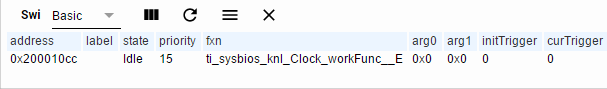 Swi Basic
address label state priority fxn arg0 arg1 initTrigger curTrigger
0x200010cc Idle 15 ti_sysbios_knl_Clock_workFunc__E 0x0 0x0 0 0